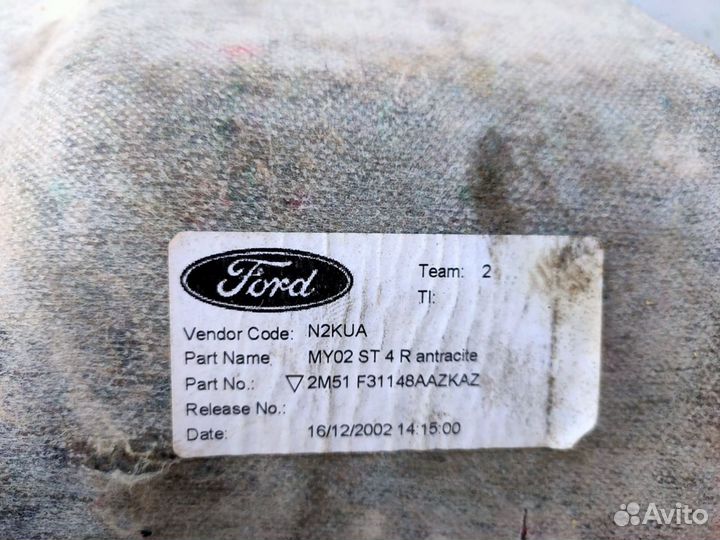 Ford
Team: 2
TI:
Vendor Code: N2KUA
Part Name MY02 ST 4 R antracite
Part No.: ▽2M51 F31148AAZKAZ
Release No.:
Date: 16/12/2002 14:15:00
Avito